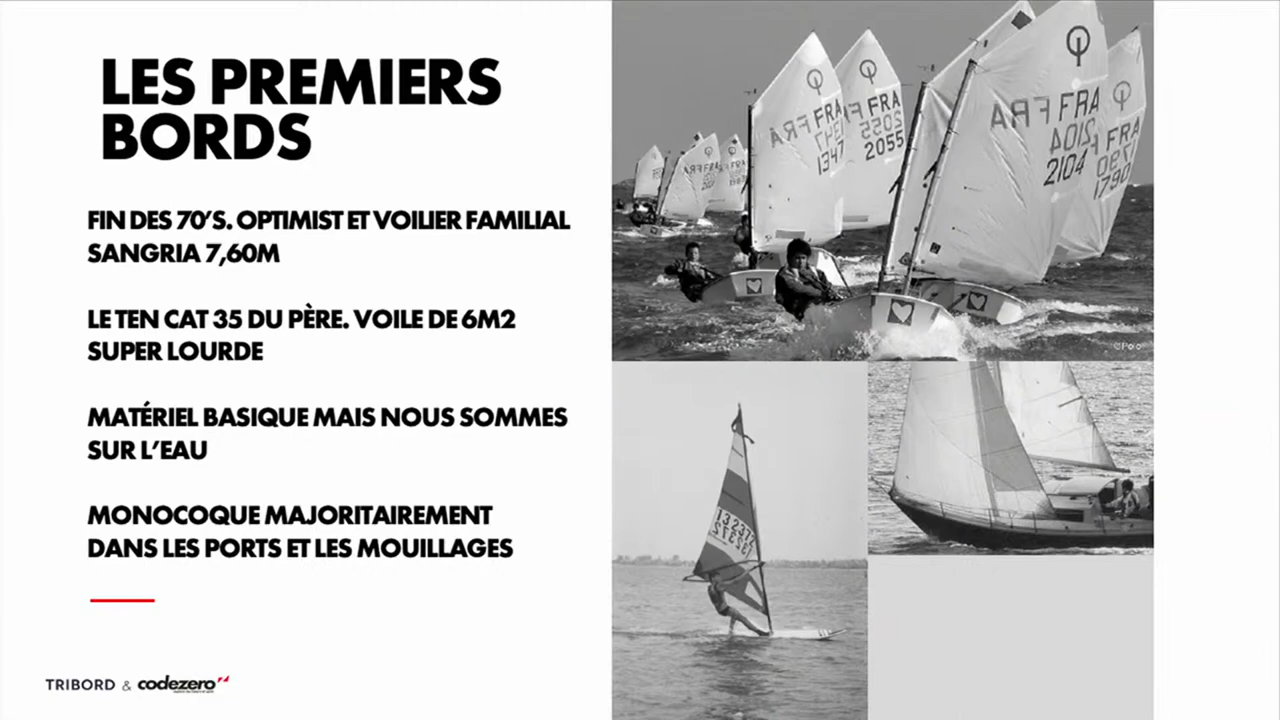 LES PREMIERS
BORDS
FIN DES 70'S. OPTIMIST ET VOILIER FAMILIAL
SANGRIA 7,60M
LE TEN CAT 35 DU PÈRE. VOILE DE 6M2
SUPER LOURDE
MATÉRIEL BASIQUE MAIS NOUS SOMMES
SUR L'EAU
MONOCOQUE MAJORITAIREMENT
DANS LES PORTS ET LES MOUILLAGES
TRIBORD & codezero
FRA
1347
FRA
2055
FRA
2104
FRA
1790